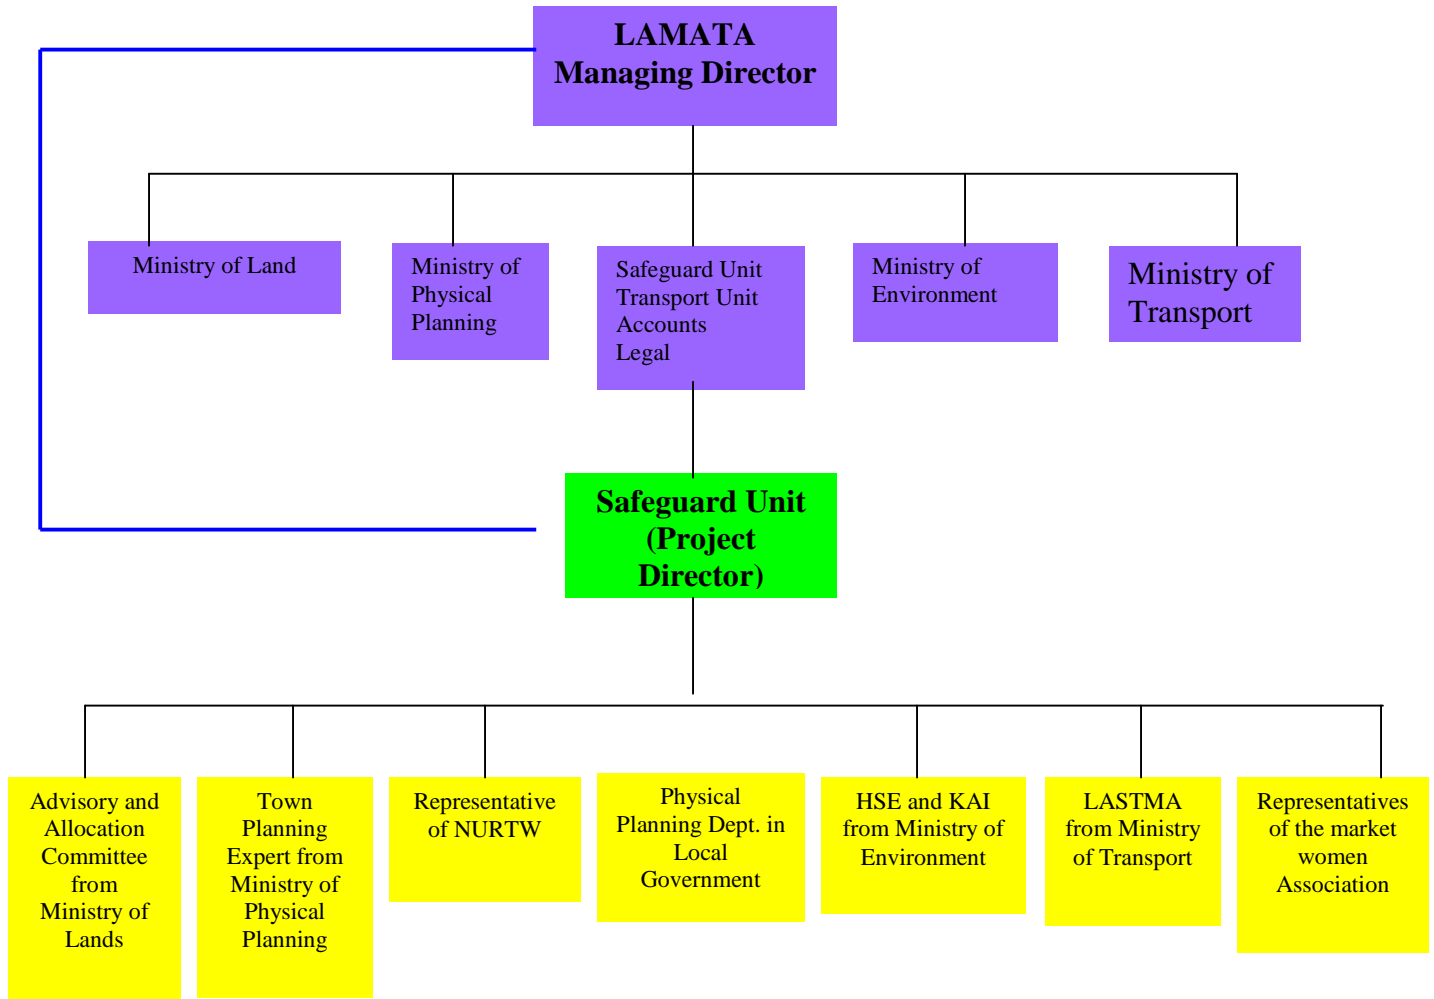 LAMATA
Managing Director
Ministry of Land
Ministry of
Physical
Planning
Safeguard Unit
Transport Unit
Accounts
Legal
Ministry of
Environment
Ministry of
Transport
Safeguard Unit
(Project
Director)
Advisory and
Allocation
Committee
from
Ministry of
Lands
Town
Planning
Expert from
Ministry of
Physical
Planning
Representative
of NURTW
Physical
Planning Dept. in
Local
Government
HSE and KAI
from Ministry of
Environment
LASTMA
from Ministry
of Transport
Representatives
of the market
women
Association